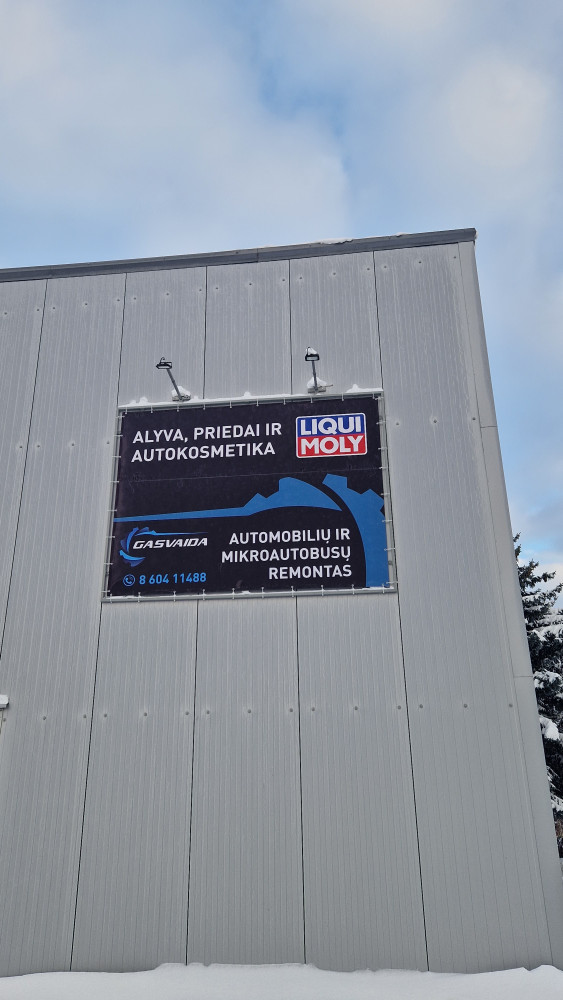 ALYVA, PRIEDAI IR
AUTOKOSMETIKA
LIQUI
MOLY
GASVAIDA
8 604 11488
AUTOMOBILIŲ IR
MIKROAUTOBUSŲ
REMONTAS